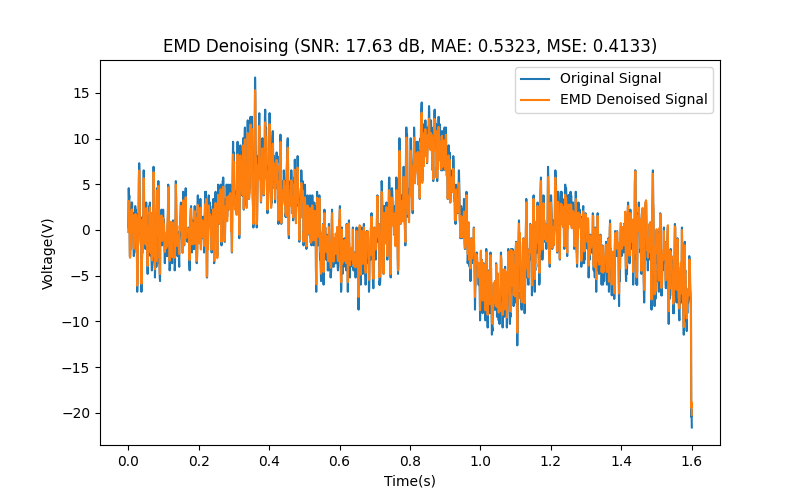 EMD Denoising (SNR: 17.63 dB, MAE: 0.5323, MSE: 0.4133)
Original Signal
EMD Denoised Signal
Voltage(V)
15
10
5
0
−5
−10
−15
−20
0.0 0.2 0.4 0.6 0.8 1.0 1.2 1.4 1.6
Time(s)